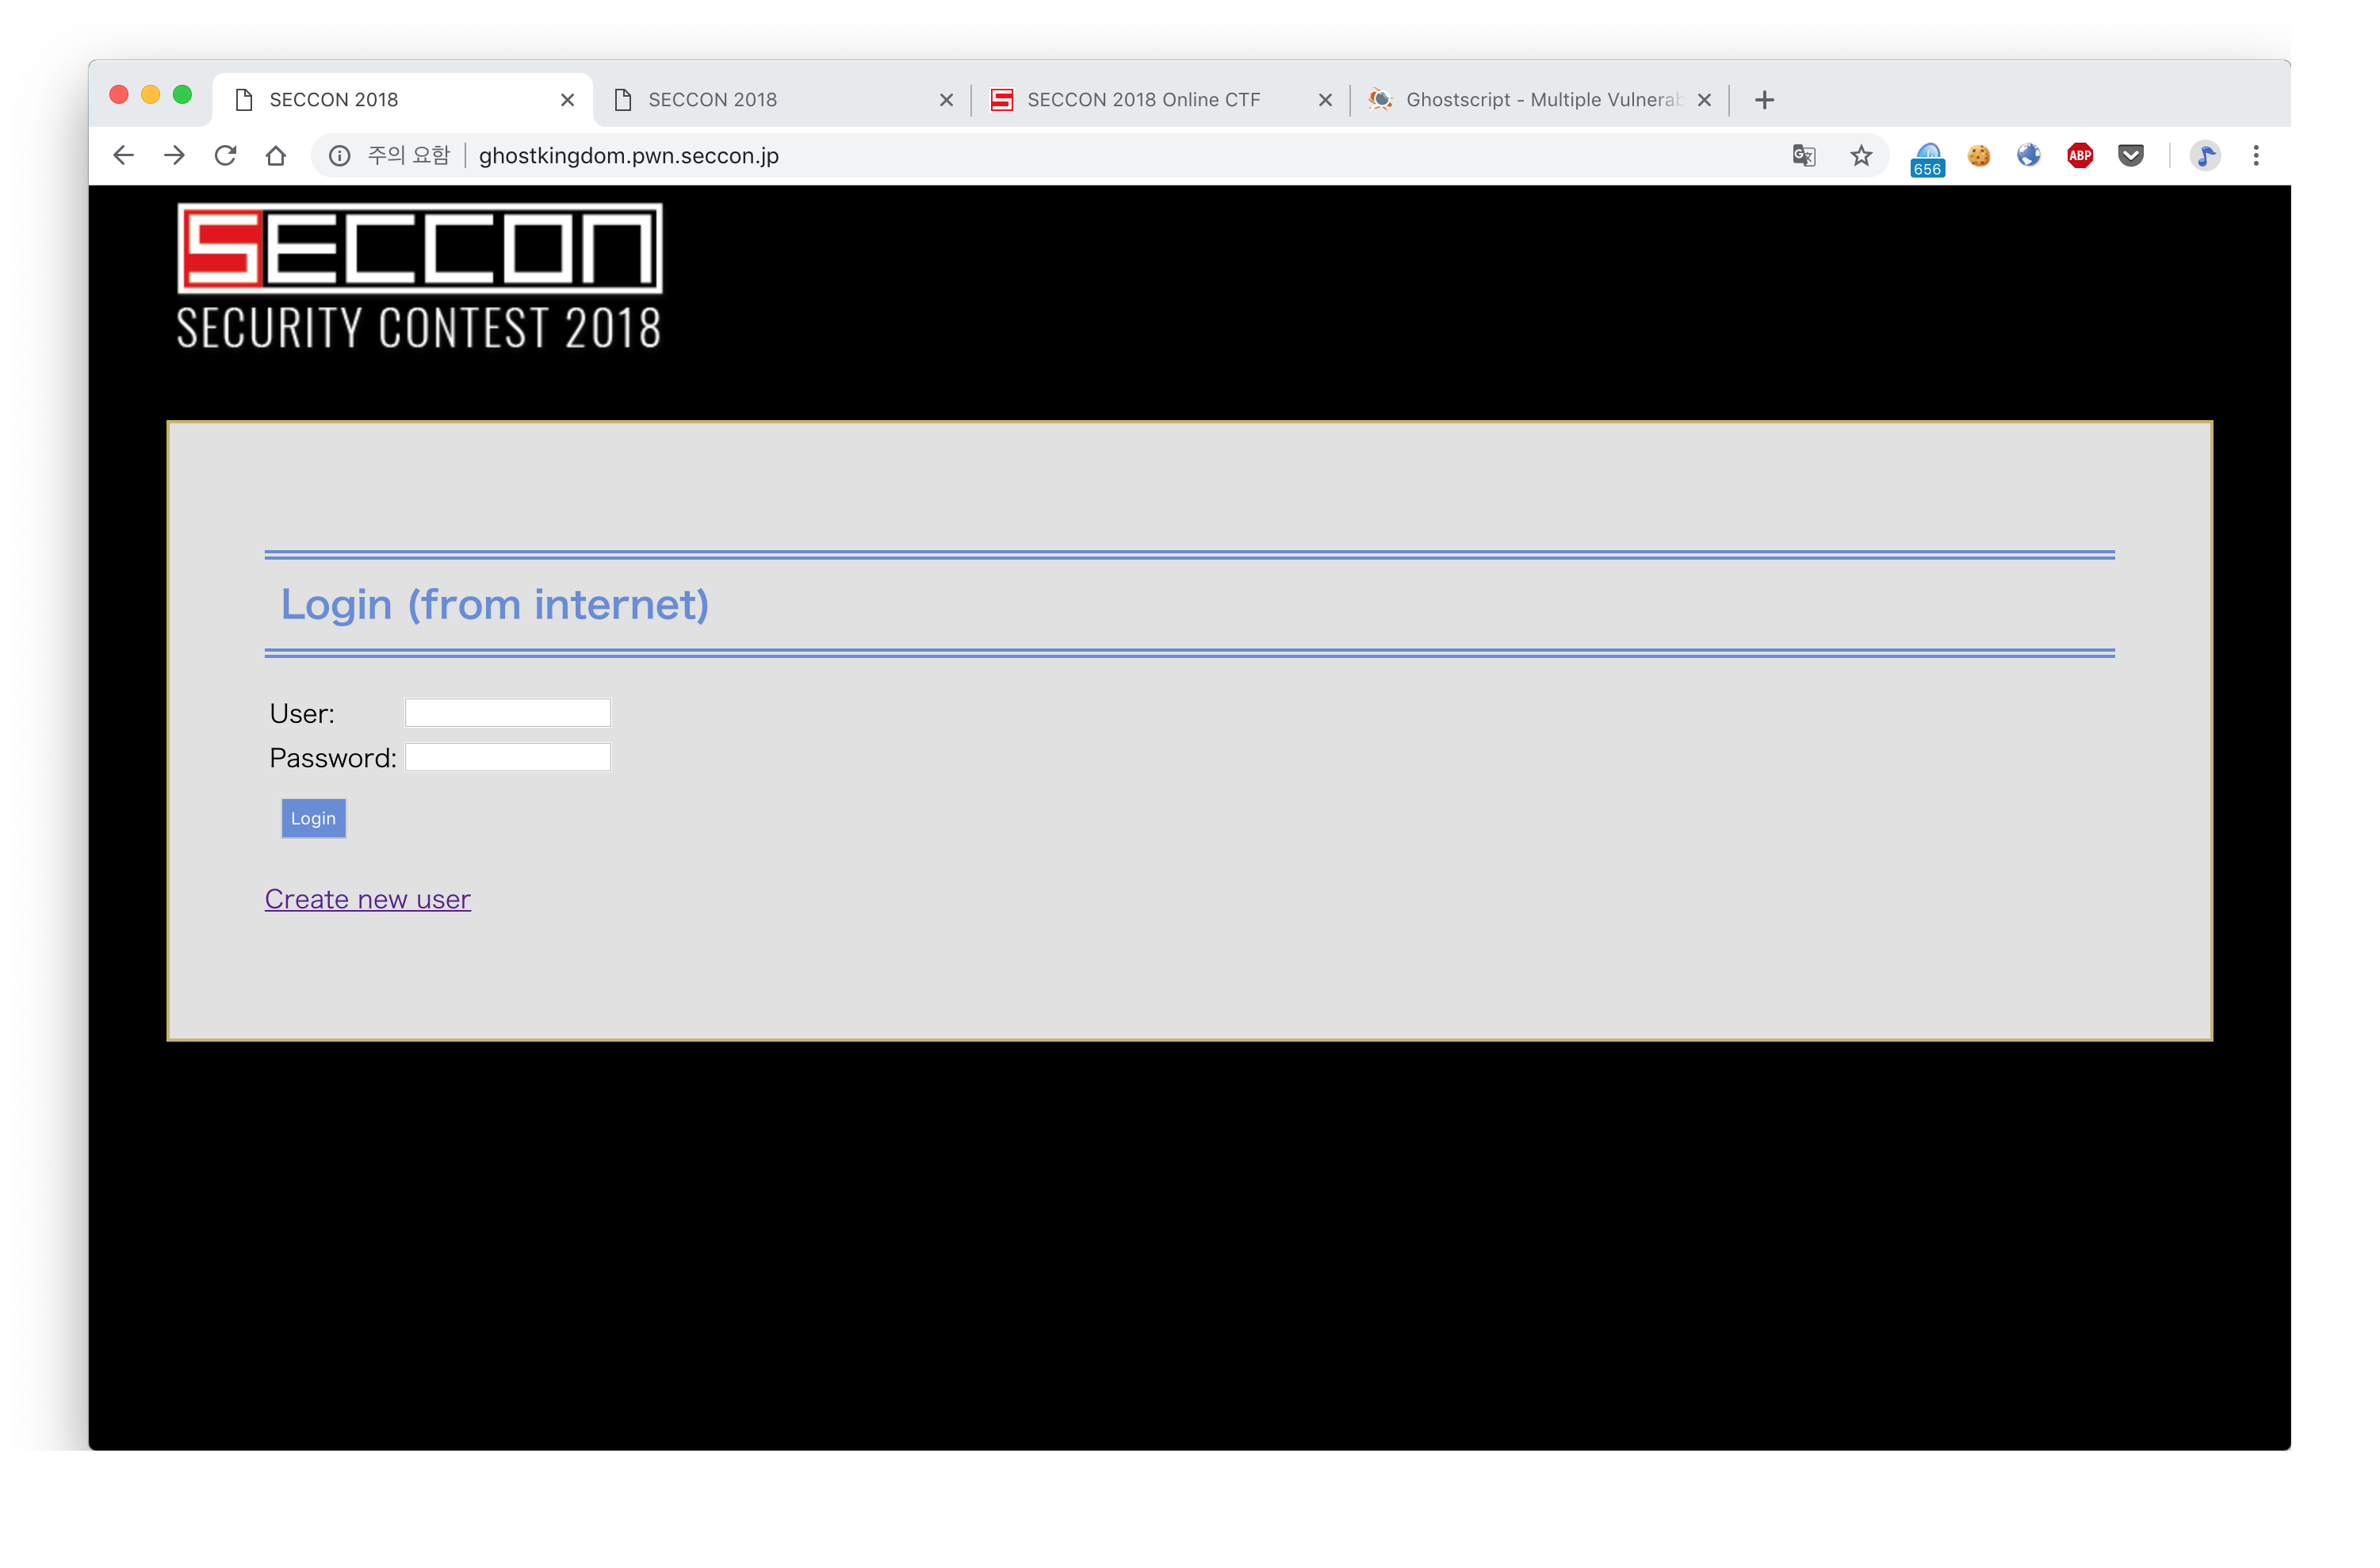 SECCON 2018
SECCON 2018
SECCON 2018 Online CTF
Ghostscript - Multiple Vulnerab
주의 요함
ghostkingdom.pwn.seccon.jp
656
ABP
SECCON
SECURITY CONTEST 2018
Login (from internet)
User:
Password:
Login
Create new user